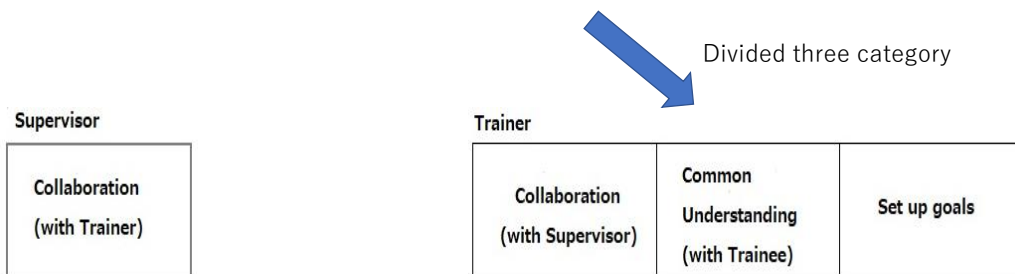 Divided three category
Supervisor
Collaboration
(with Trainer)
Trainer
Collaboration
(with Supervisor)
Common
Understanding
(with Trainee)
Set up goals